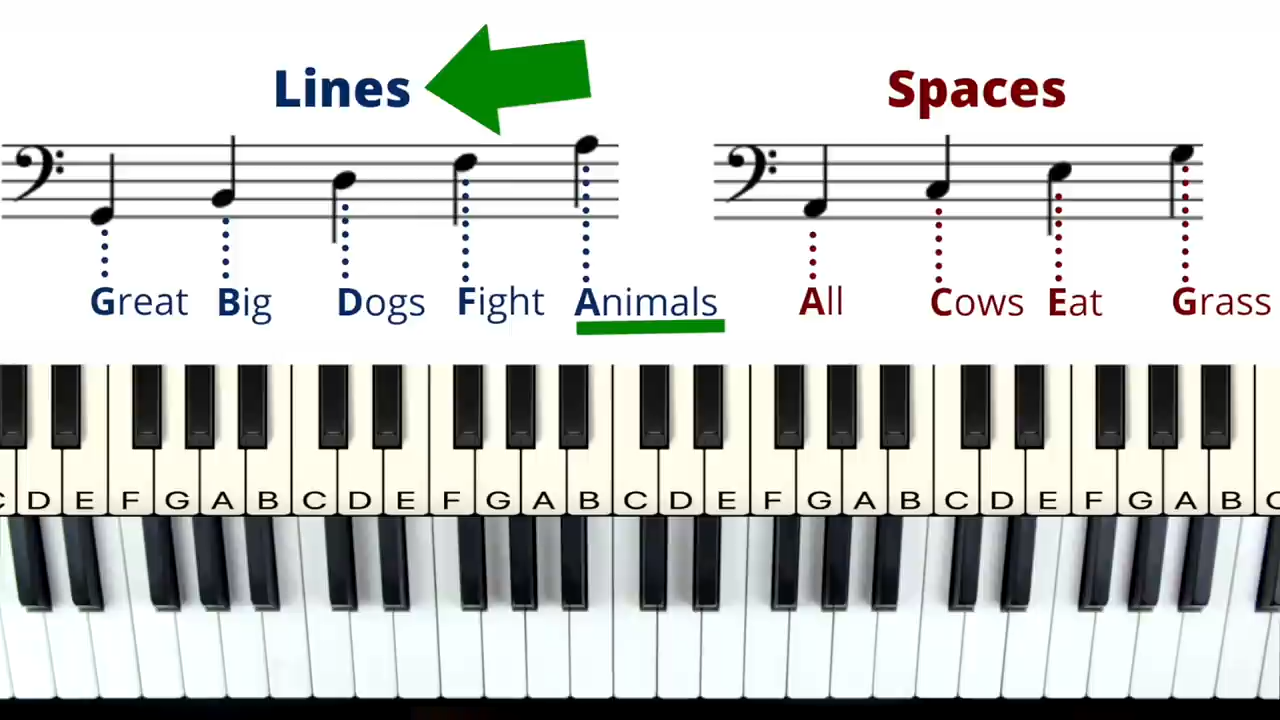 Lines Spaces
Great Big Dogs Fight Animals All Cows Eat Grass
C D E F G A B C D E F G A B C D E F G A B C D E F G A B C